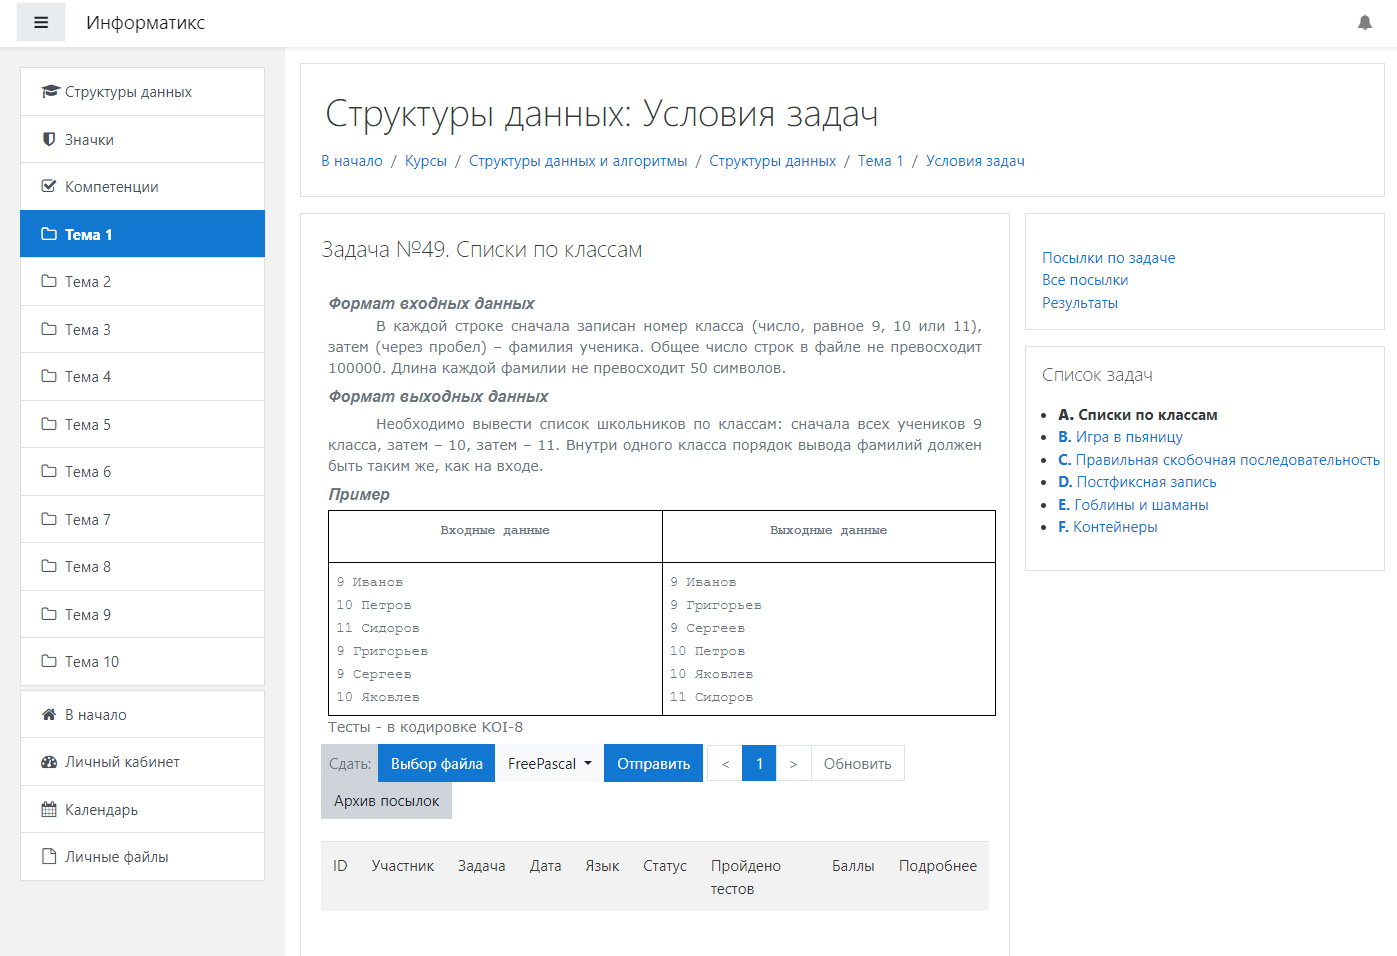 Информатикс
Структуры данных
Значки
Компетенции
Тема 1
Тема 2
Тема 3
Тема 4
Тема 5
Тема 6
Тема 7
Тема 8
Тема 9
Тема 10
В начало
Личный кабинет
Календарь
Личные файлы
Структуры данных: Условия задач
В начало / Курсы / Структуры данных и алгоритмы / Структуры данных / Тема 1 / Условия задач
Задача №49. Списки по классам
Формат входных данных
В каждой строке сначала записан номер класса (число, равное 9, 10 или 11),
затем (через пробел) – фамилия ученика. Общее число строк в файле не превосходит
100000. Длина каждой фамилии не превосходит 50 символов.
Формат выходных данных
Необходимо вывести список школьников по классам: сначала всех учеников 9
класса, затем – 10, затем – 11. Внутри одного класса порядок вывода фамилий должен
быть таким же, как на входе.
Пример
Входные данные Выходные данные
9 Иванов 9 Иванов
10 Петров 9 Григорьев
11 Сидоров 9 Сергеев
9 Григорьев 10 Петров
9 Сергеев 10 Яковлев
10 Яковлев 11 Сидоров
Тесты - в кодировке KOI-8
Сдать: Выбор файла FreePascal Отправить < 1 > Обновить
Архив посылок
ID Участник Задача Дата Язык Статус Пройдено Баллы Подробнее
тестов
Посылки по задаче
Все посылки
Результаты
Список задач
A. Списки по классам
B. Игра в пьяницу
C. Правильная скобочная последовательность
D. Постфиксная запись
E. Гоблины и шаманы
F. Контейнеры